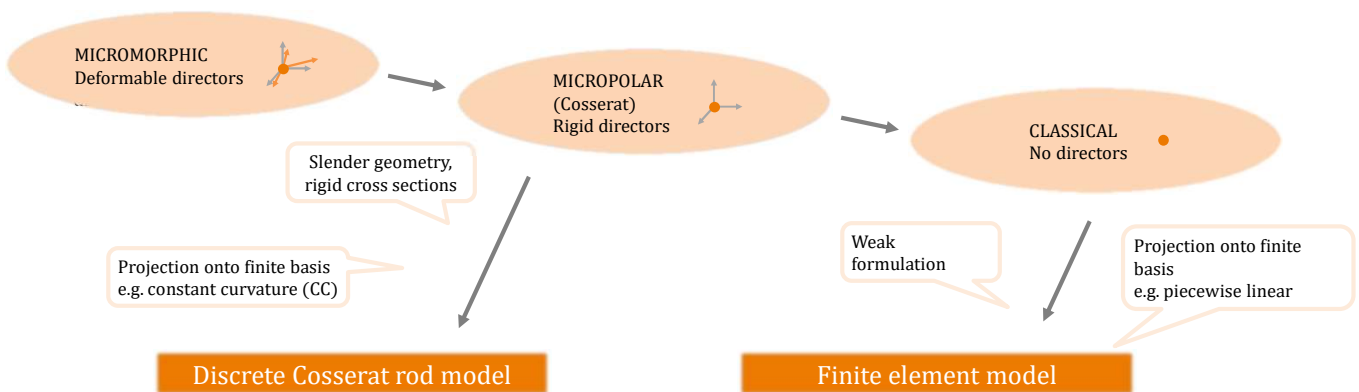 MICROMORPHIC
Deformable directors
MICROPOLAR
(Cosserat)
Rigid directors
CLASSICAL
No directors
Slender geometry,
rigid cross sections
Projection onto finite basis
e.g. constant curvature (CC)
Weak
formulation
Projection onto finite
basis
e.g. piecewise linear
Discrete Cosserat rod model
Finite element model